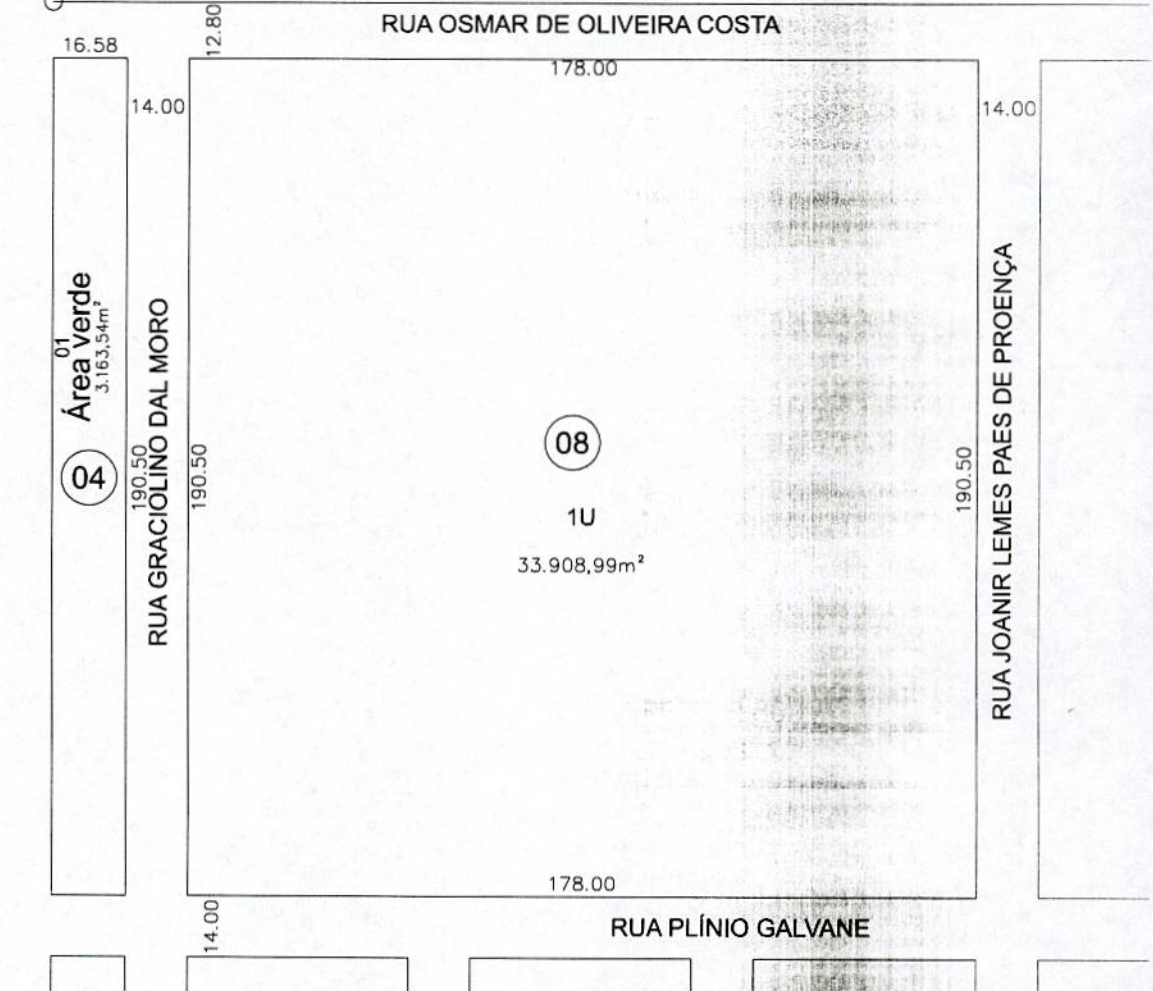 RUA OSMAR DE OLIVEIRA COSTA
16.58
12.80
178.00
14.00
14.00
01
Área verde
3.163,54m²
04
190.50
RUA GRACIOLINO DAL MORO
190.50
08
1U
33.908,99m²
190.50
RUA JOANIR LEMES PAES DE PROENÇA
178.00
14.00
RUA PLÍNIO GALVANE